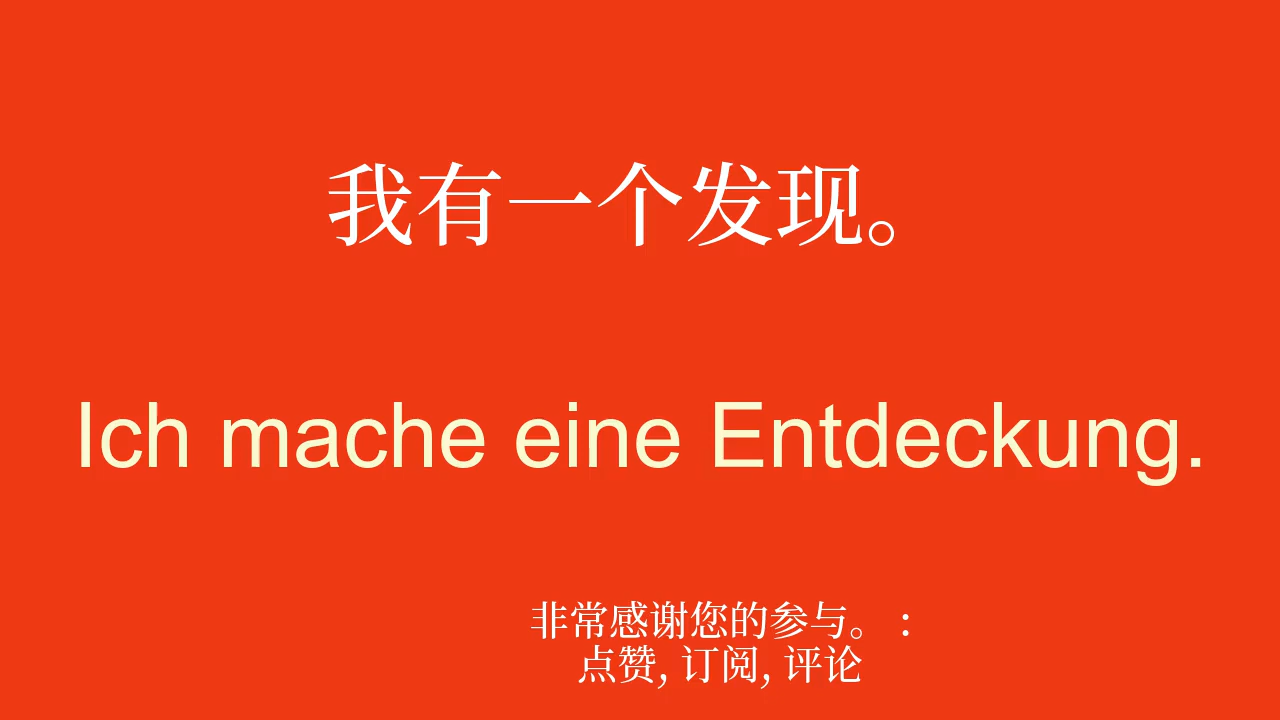 我有一个发现。
Ich mache eine Entdeckung.
非常感谢您的参与。 :
点赞, 订阅, 评论